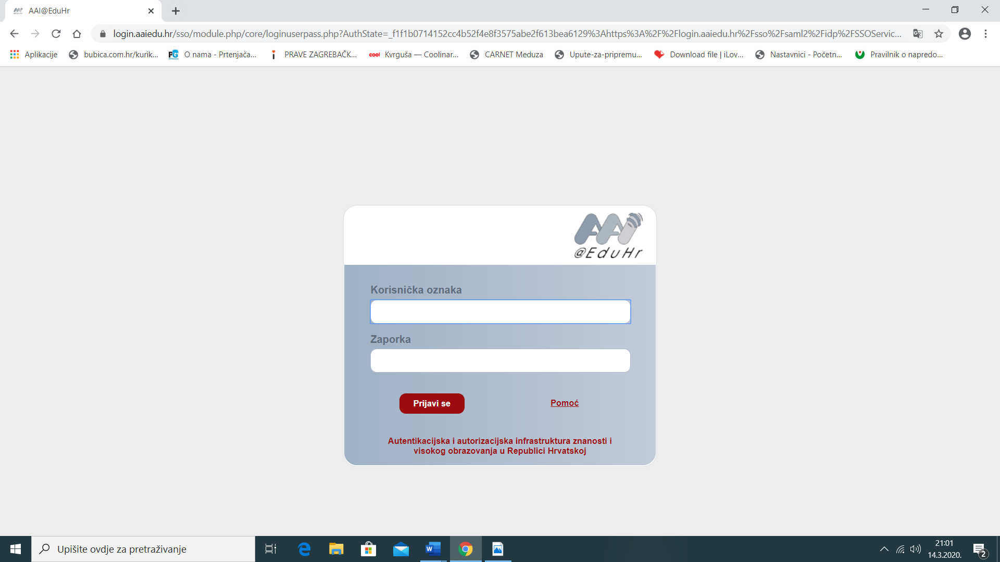 AAI@EduHr
login.aaiedu.hr/sso/module.php/core/loginuserpass.php?AuthState=_f1f1b0714152cc4b52f4e8f3575abe2f613bea6129%3Ahttps%3A%2F%2Flogin.aaiedu.hr%2Fsso%2Fsaml2%2Fidp%2FSSOServic...
Aplikacije bubica.com.hr/kurik... PG O nama - Prtenjača... PRAVE ZAGREBAČK... cool Kvrguša — Coolinar... CARNET Meduza Upute-za-pripremu... Download file | iLov... Nastavnici - Početn... Pravilnik o napredo...
AAI
@EduHr
Korisnička oznaka
Zaporka
Prijavi se Pomoć
Autentikacijska i autorizacijska infrastruktura znanosti i
visokog obrazovanja u Republici Hrvatskoj
Upišite ovdje za pretraživanje
21:01
14.3.2020.
2